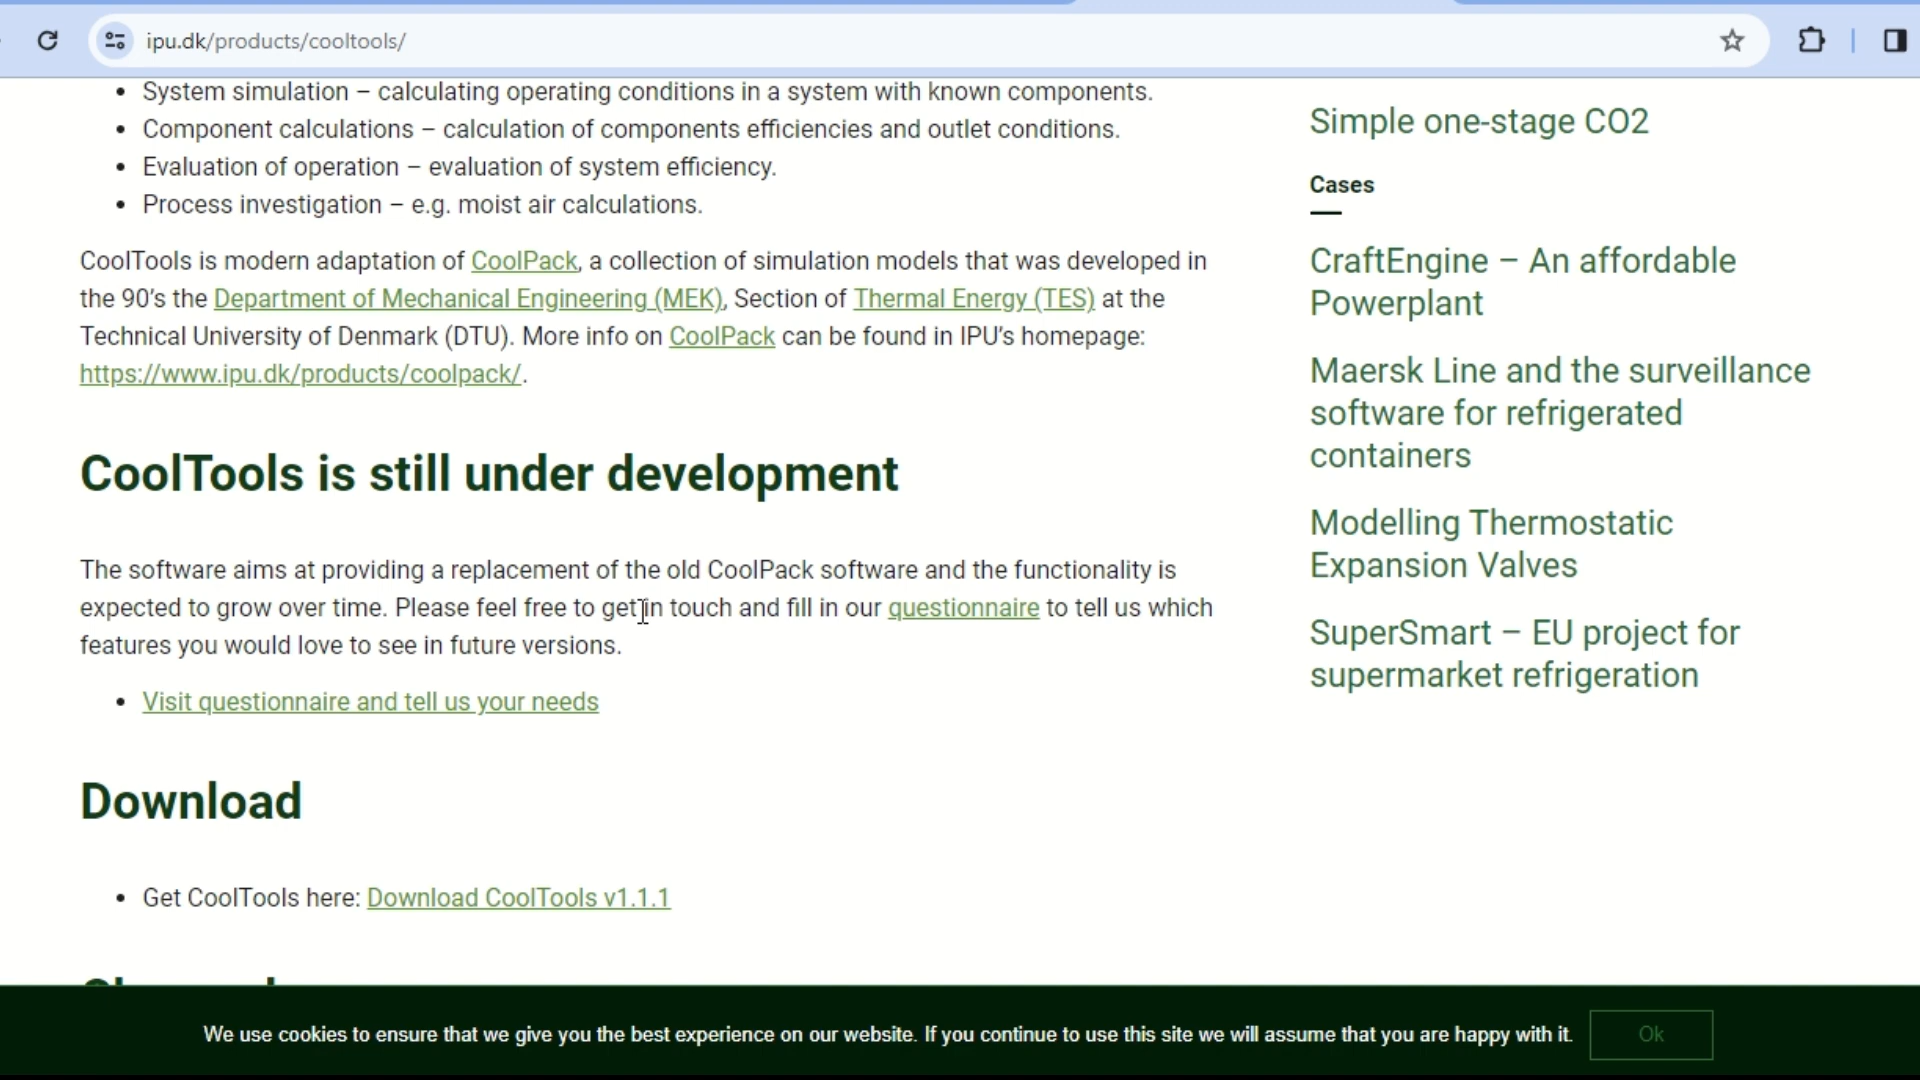 ipu.dk/products/cooltools/
System simulation – calculating operating conditions in a system with known components.
Component calculations – calculation of components efficiencies and outlet conditions.
Evaluation of operation – evaluation of system efficiency.
Process investigation – e.g. moist air calculations.
CoolTools is modern adaptation of CoolPack, a collection of simulation models that was developed in
the 90's the Department of Mechanical Engineering (MEK), Section of Thermal Energy (TES) at the
Technical University of Denmark (DTU). More info on CoolPack can be found in IPU's homepage:
https://www.ipu.dk/products/coolpack/.
CoolTools is still under development
The software aims at providing a replacement of the old CoolPack software and the functionality is
expected to grow over time. Please feel free to get in touch and fill in our questionnaire to tell us which
features you would love to see in future versions.
Visit questionnaire and tell us your needs
Download
Get CoolTools here: Download CoolTools v1.1.1
Simple one-stage CO2
Cases
CraftEngine – An affordable
Powerplant
Maersk Line and the surveillance
software for refrigerated
containers
Modelling Thermostatic
Expansion Valves
SuperSmart – EU project for
supermarket refrigeration
We use cookies to ensure that we give you the best experience on our website. If you continue to use this site we will assume that you are happy with it.
Ok